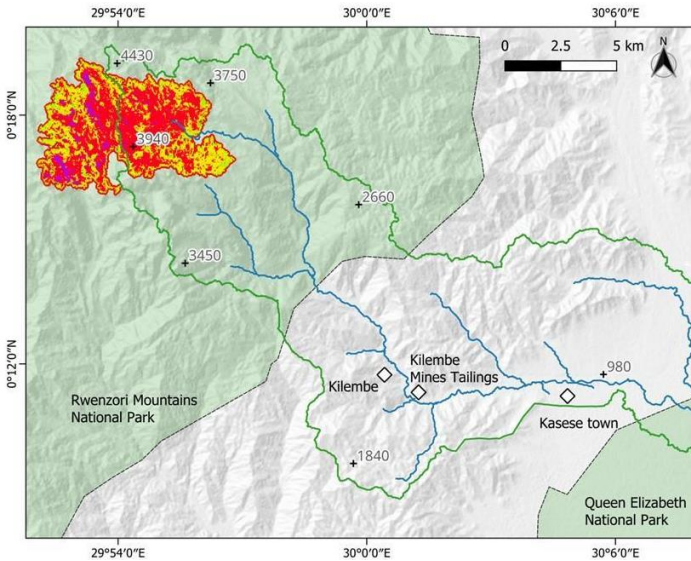 29°54'0"E
30°0'0"E
30°6'0"E
4430
3750
0
2.5
5 km
N
0°18'0"N
3940
2660
3450
0°12'0"N
Kilembe
Kilembe
Mines Tailings
980
Kasese town
Rwenzori Mountains
National Park
1840
Queen Elizabeth
National Park
29°54'0"E
30°0'0"E
30°6'0"E